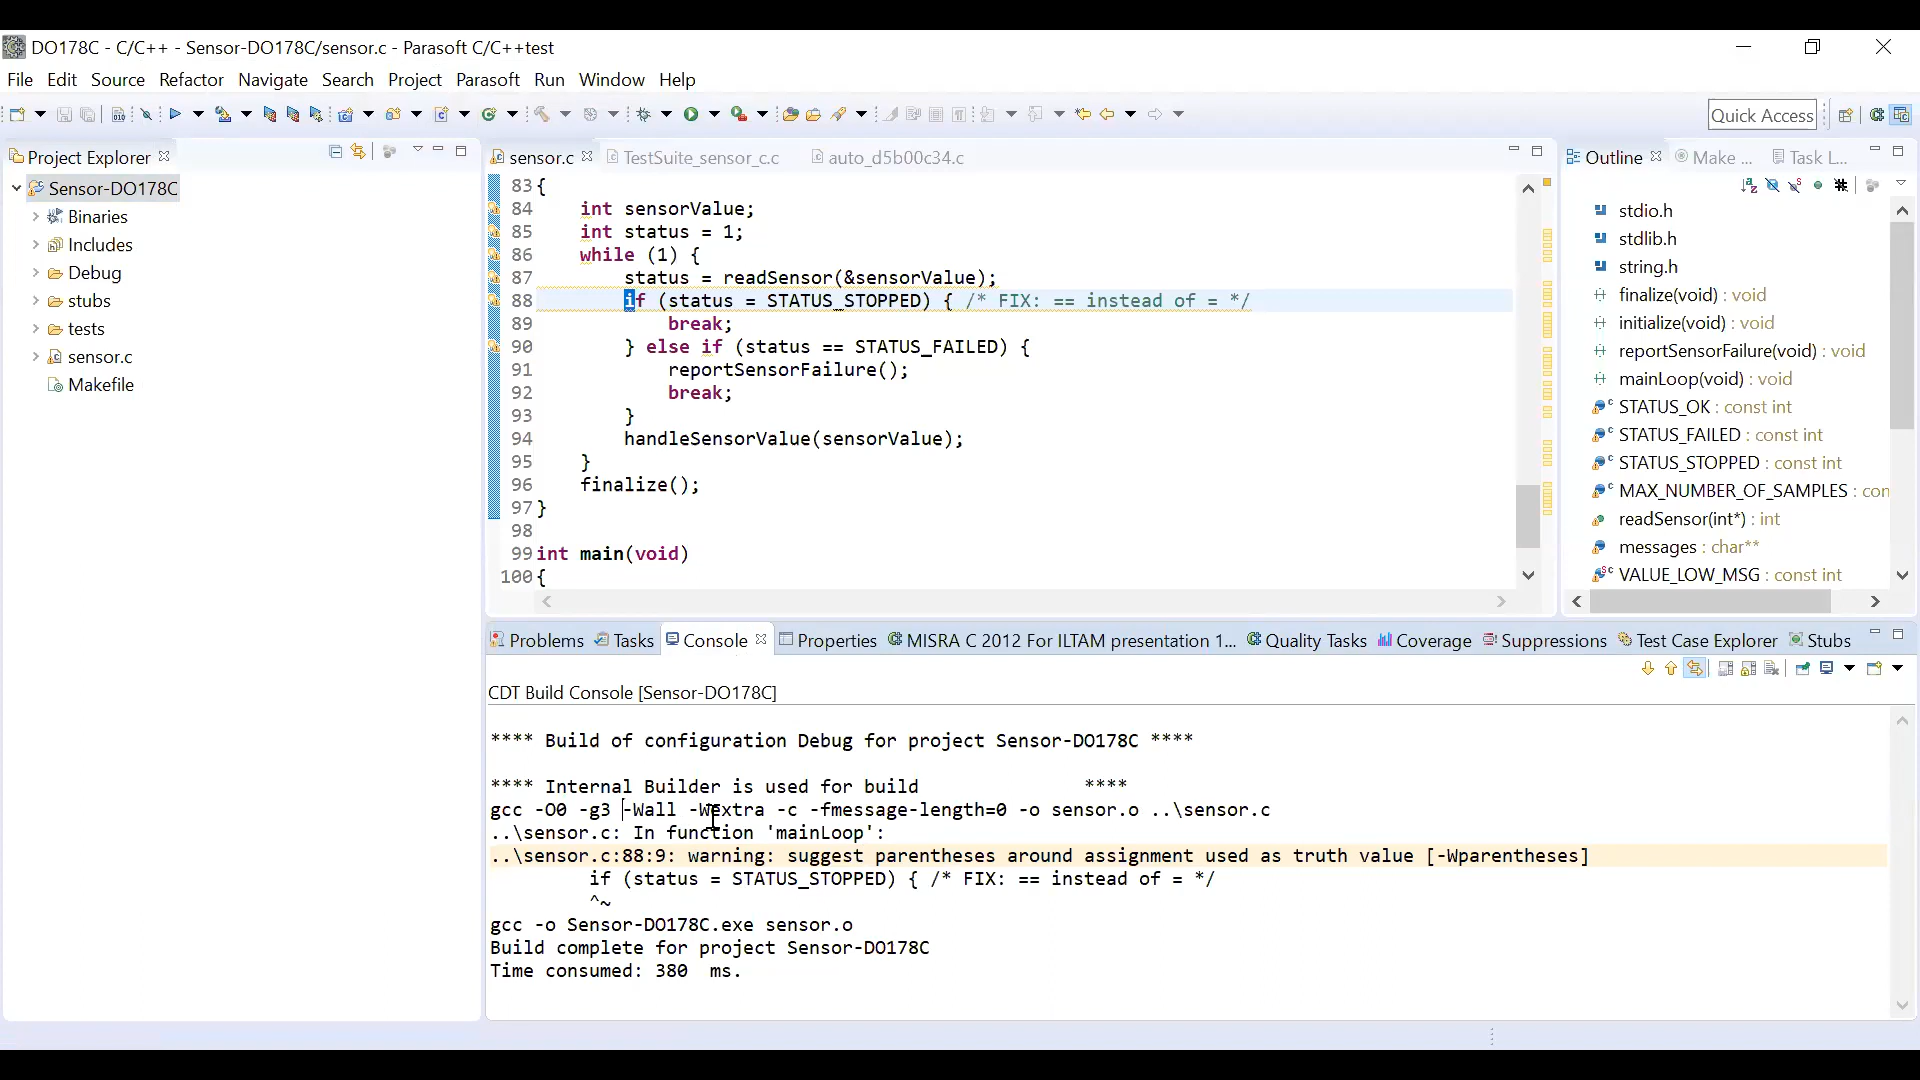 DO178C - C/C++ - Sensor-DO178C/sensor.c - Parasoft C/C++test
File Edit Source Refactor Navigate Search Project Parasoft Run Window Help
Quick Access
Project Explorer
Sensor-DO178C
Binaries
Includes
Debug
stubs
tests
sensor.c
Makefile
sensor.c TestSuite_sensor_c.c auto_d5b00c34.c
83 {
84 int sensorValue;
85 int status = 1;
86 while (1) {
87 status = readSensor(&sensorValue);
88 if (status = STATUS_STOPPED) { /* FIX: == instead of = */
89 break;
90 } else if (status == STATUS_FAILED) {
91 reportSensorFailure();
92 break;
93 }
94 handleSensorValue(sensorValue);
95 }
96 finalize();
97 }
98
99 int main(void)
100 {
Outline Make ... Task L...
stdio.h
stdlib.h
string.h
finalize(void) : void
initialize(void) : void
reportSensorFailure(void) : void
mainLoop(void) : void
STATUS_OK : const int
STATUS_FAILED : const int
STATUS_STOPPED : const int
MAX_NUMBER_OF_SAMPLES : con
readSensor(int*) : int
messages : char**
VALUE_LOW_MSG : const int
Problems Tasks Console Properties MISRA C 2012 For ILTAM presentation 1... Quality Tasks Coverage Suppressions Test Case Explorer Stubs
CDT Build Console [Sensor-DO178C]
**** Build of configuration Debug for project Sensor-DO178C ****
**** Internal Builder is used for build ****
gcc -O0 -g3 -Wall -Wextra -c -fmessage-length=0 -o sensor.o ..\sensor.c
..\sensor.c: In function 'mainLoop':
..\sensor.c:88:9: warning: suggest parentheses around assignment used as truth value [-Wparentheses]
if (status = STATUS_STOPPED) { /* FIX: == instead of = */
^~
gcc -o Sensor-DO178C.exe sensor.o
Build complete for project Sensor-DO178C
Time consumed: 380 ms.